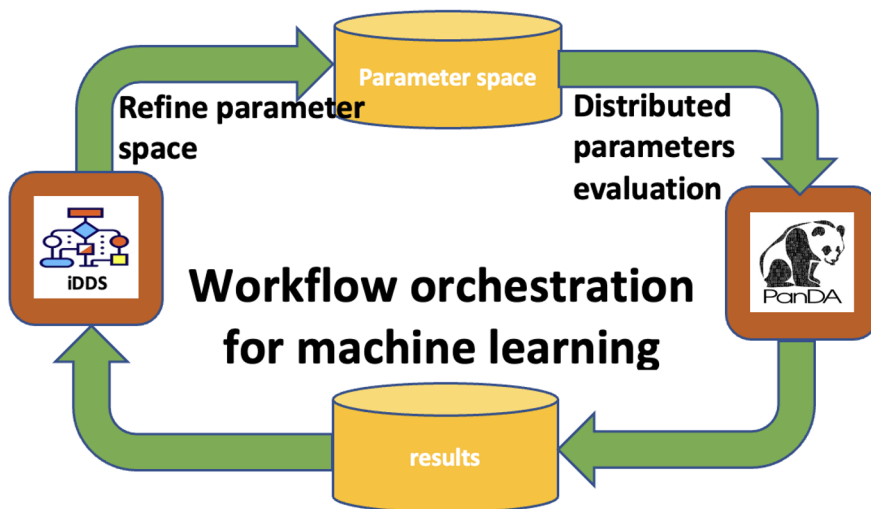 Parameter space
Refine parameter
space
Distributed
parameters
evaluation
iDDS
PanDA
Workflow orchestration
for machine learning
results